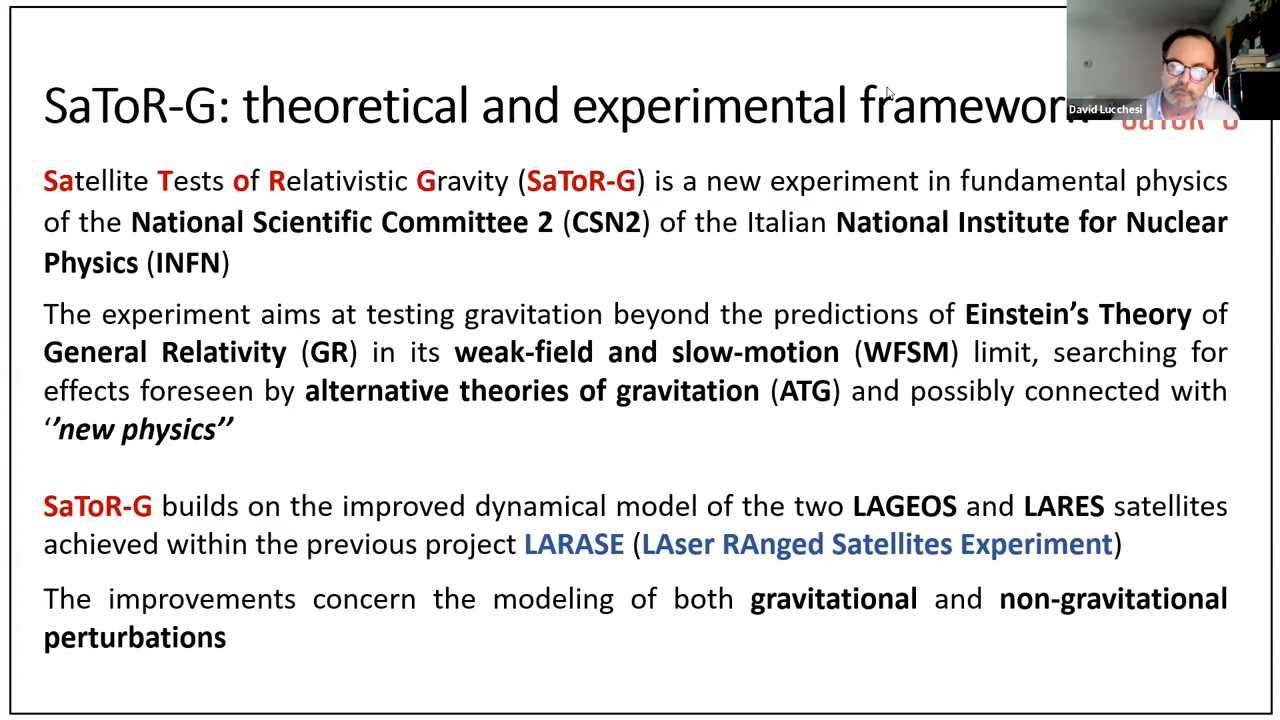 SaToR-G: theoretical and experimental framework
David Lucchesi
Satellite Tests of Relativistic Gravity (SaToR-G) is a new experiment in fundamental physics
of the National Scientific Committee 2 (CSN2) of the Italian National Institute for Nuclear
Physics (INFN)
The experiment aims at testing gravitation beyond the predictions of Einstein’s Theory of
General Relativity (GR) in its weak-field and slow-motion (WFSM) limit, searching for
effects foreseen by alternative theories of gravitation (ATG) and possibly connected with
‘’new physics’’
SaToR-G builds on the improved dynamical model of the two LAGEOS and LARES satellites
achieved within the previous project LARASE (LAser RAnged Satellites Experiment)
The improvements concern the modeling of both gravitational and non-gravitational
perturbations